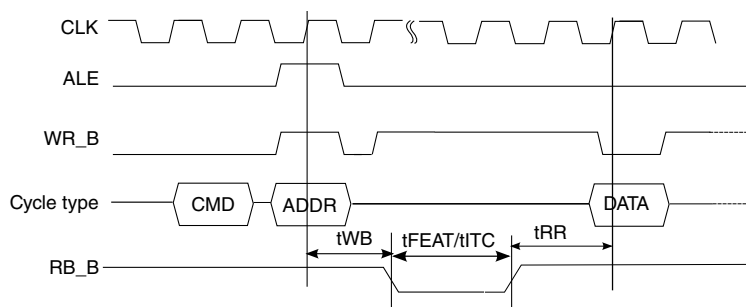 CLK
ALE
WR_B
Cycle type CMD ADDR DATA
tWB tFEAT/tITC tRR
RB_B